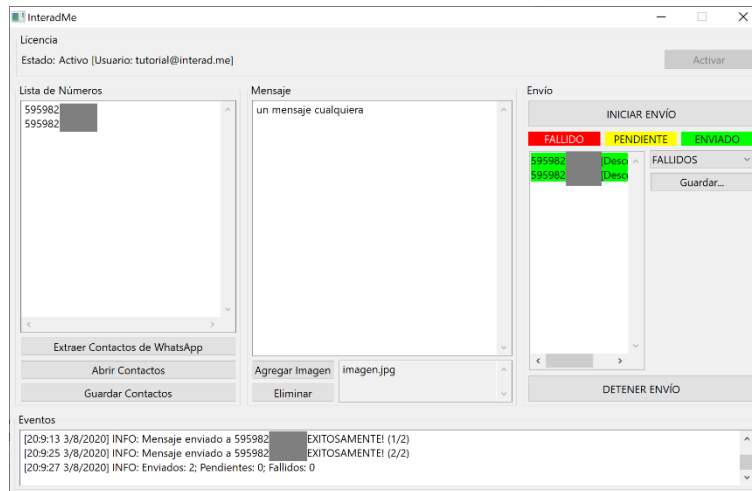 InteradMe
Licencia
Estado: Activo [Usuario: tutorial@interad.me]
Activar
Lista de Números
595982
595982
Extraer Contactos de WhatsApp
Abrir Contactos
Guardar Contactos
Mensaje
un mensaje cualquiera
Agregar Imagen
imagen.jpg
Eliminar
Envío
INICIAR ENVÍO
FALLIDO PENDIENTE ENVIADO
595982 [Desc
595982 [Desc
FALLIDOS
Guardar...
DETENER ENVÍO
Eventos
[20:9:13 3/8/2020] INFO: Mensaje enviado a 595982 EXITOSAMENTE! (1/2)
[20:9:25 3/8/2020] INFO: Mensaje enviado a 595982 EXITOSAMENTE! (2/2)
[20:9:27 3/8/2020] INFO: Enviados: 2; Pendientes: 0; Fallidos: 0